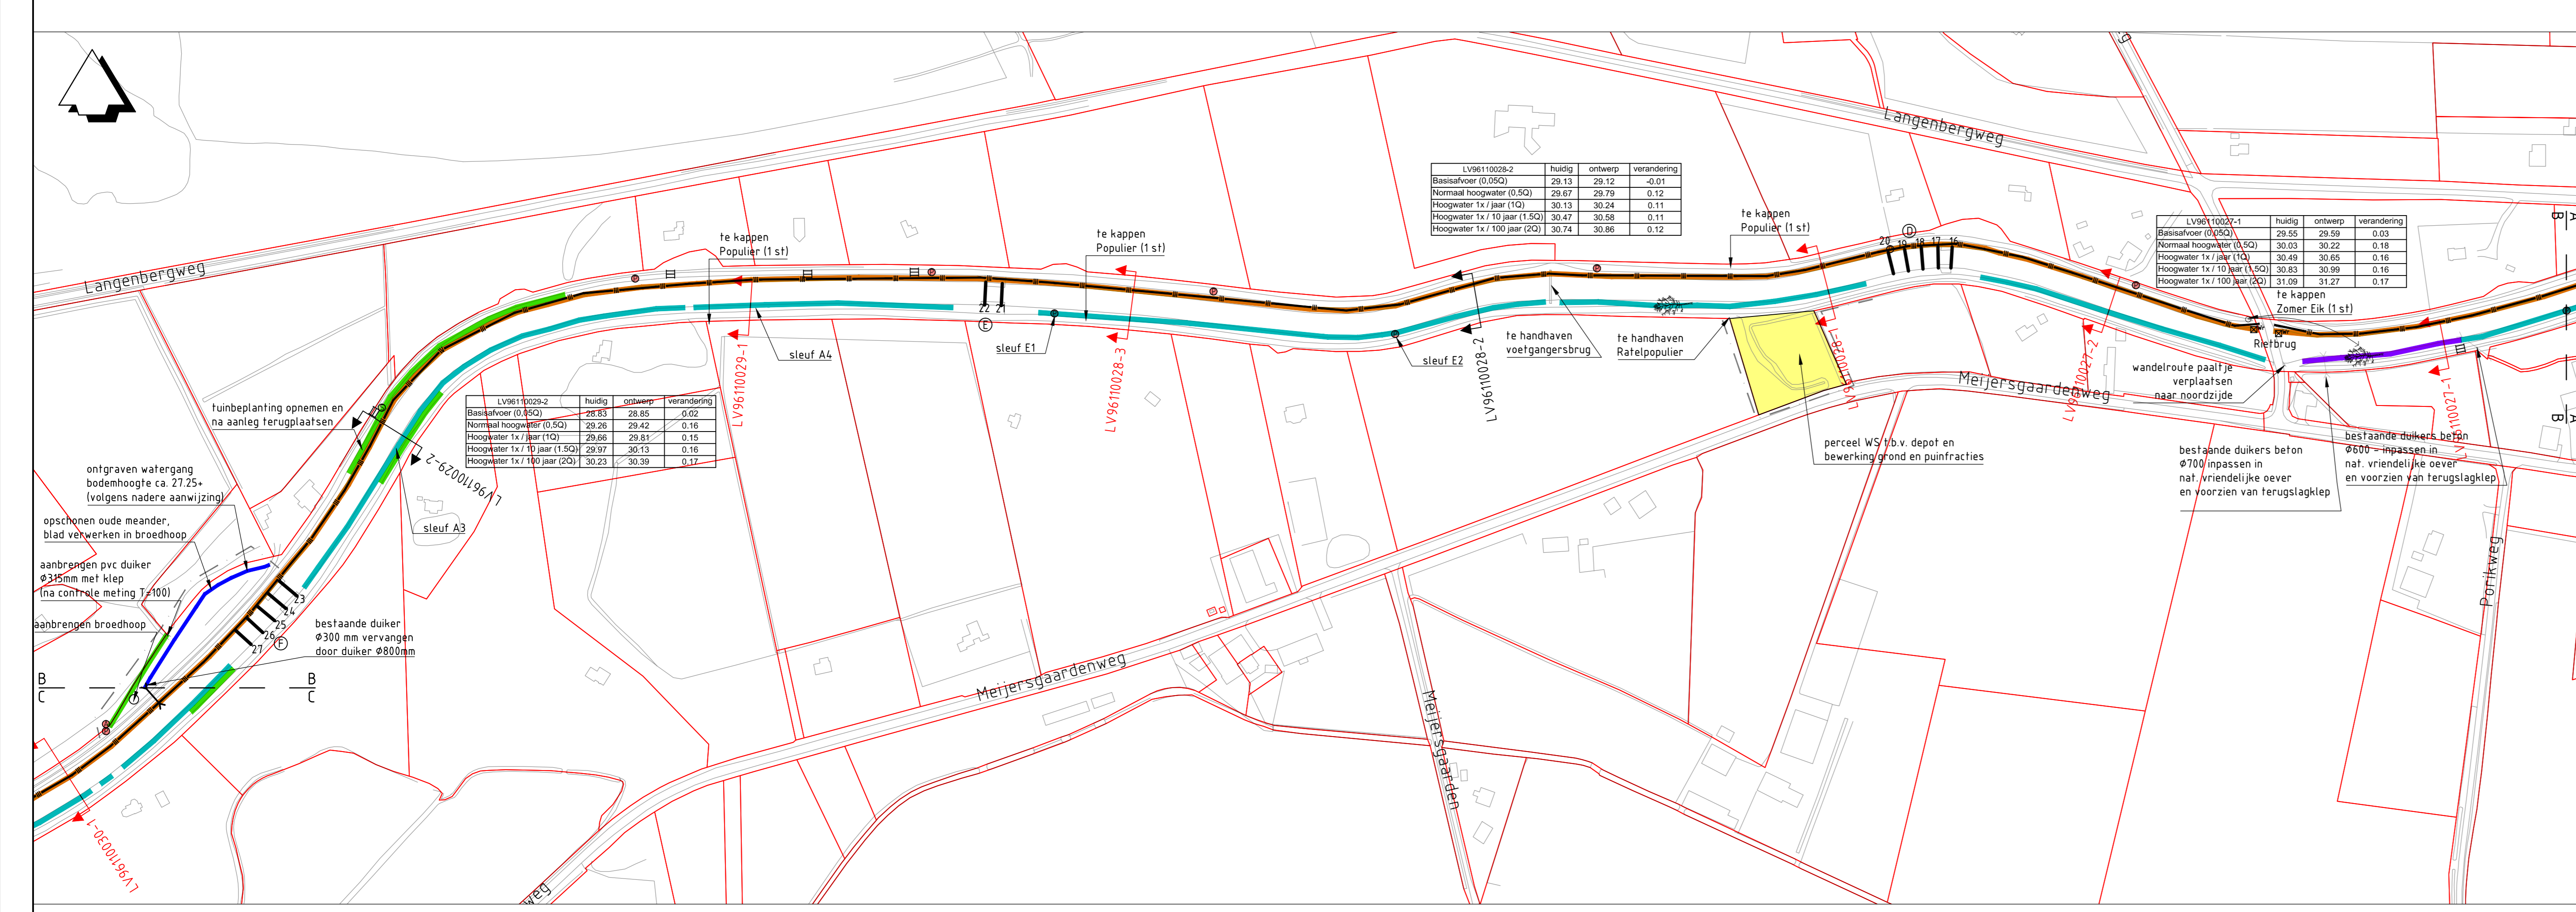 Langenbergweg
Langenbergweg
LV96110028-2 huidig ontwerp verandering
Basisafvoer (0,05Q) 29.13 29.12 -0.01
Normaal hoogwater (0,5Q) 29.67 29.79 0.12
Hoogwater 1x / jaar (1Q) 30.13 30.24 0.11
Hoogwater 1x / 10 jaar (1.5Q) 30.47 30.58 0.11
Hoogwater 1x / 100 jaar (2Q) 30.74 30.86 0.12
te kappen
Populier (1 st)
te kappen
Populier (1 st)
te kappen
Populier (1 st)
D
20 19 18 17 16
LV96110027-1 huidig ontwerp verandering
Basisafvoer (0,05Q) 29.55 29.59 0.03
Normaal hoogwater (0,5Q) 30.03 30.22 0.18
Hoogwater 1x / jaar (1Q) 30.49 30.65 0.16
Hoogwater 1x / 10 jaar (1,5Q) 30.83 30.99 0.16
Hoogwater 1x / 100 jaar (2Q) 31.09 31.27 0.17
te kappen
Zomer Eik (1 st)
Rietbrug
22 21
E
sleuf A4
sleuf E1
sleuf E2
te handhaven
voetgangersbrug
te handhaven
Ratelpopulier
LV96110029-1
LV96110028-3
LV96110028-2
LV96110028-1
LV96110027-2
LV96110027-1
wandelroute paaltje
verplaatsen
naar noordzijde
Meijersgaardenweg
LV96110029-2 huidig ontwerp verandering
Basisafvoer (0,05Q) 28.83 28.85 0.02
Normaal hoogwater (0,5Q) 29.26 29.42 0.16
Hoogwater 1x / jaar (1Q) 29.66 29.81 0.15
Hoogwater 1x / 10 jaar (1.5Q) 29.97 30.13 0.16
Hoogwater 1x / 100 jaar (2Q) 30.23 30.39 0.17
tuinbeplanting opnemen en
na aanleg terugplaatsen
LV96110029-2
sleuf A3
ontgraven watergang
bodemhoogte ca. 27.25+
(volgens nadere aanwijzing)
opschonen oude meander,
blad verwerken in broedhoop
aanbrengen pvc duiker
Ø315mm met klep
(na controle meting T=100)
aanbrengen broedhoop
23
24
25
26
27
F
bestaande duiker
Ø300 mm vervangen
door duiker Ø800mm
perceel WS t.b.v. depot en
bewerking grond en puinfracties
bestaande duikers beton
Ø700 inpassen in
nat. vriendelijke oever
en voorzien van terugslagklep
bestaande duikers beton
Ø600 - inpassen in
nat. vriendelijke oever
en voorzien van terugslagklep
Porikweg
B
C
B
C
Meijersgaardenweg
Meijersgaarden
LV96110030-1
weg